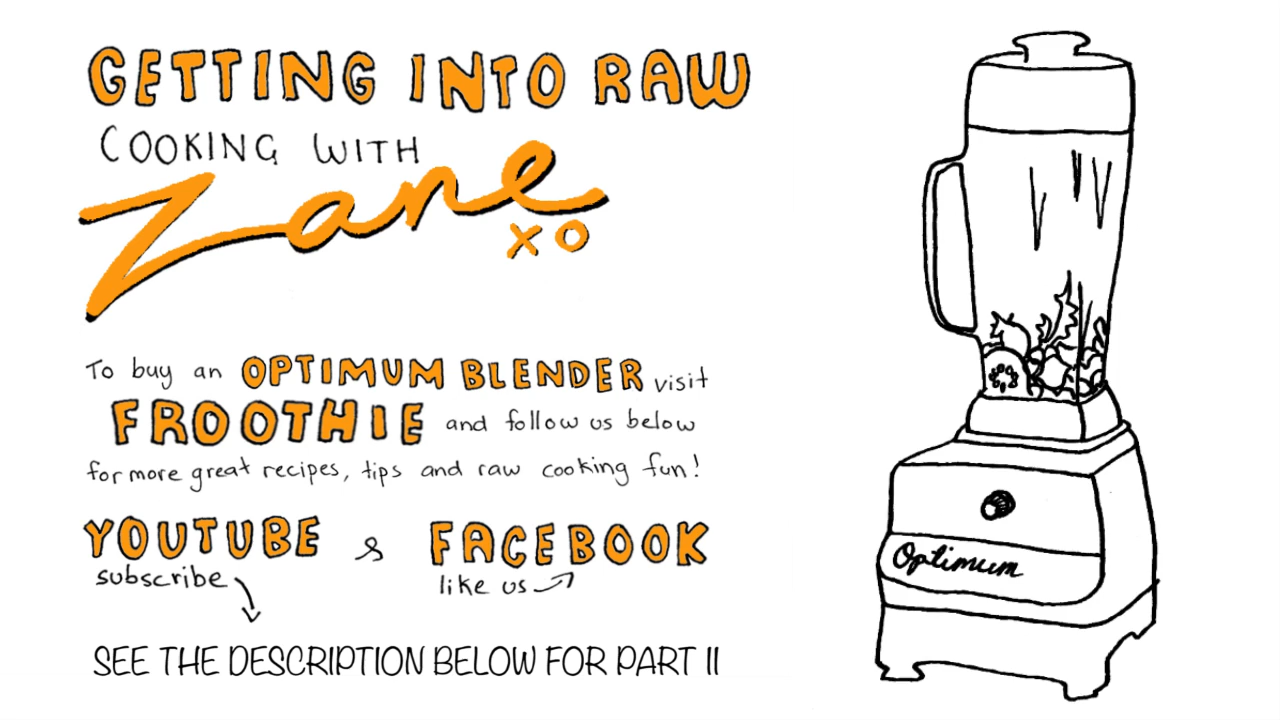 GETTING INTO RAW
COOKING WITH
Zane
XO
To buy an OPTIMUM BLENDER visit
FROOTHIE and follow us below
for more great recipes, tips and raw cooking fun!
YOUTUBE & FACEBOOK
subscribe like us
SEE THE DESCRIPTION BELOW FOR PART II
Optimum